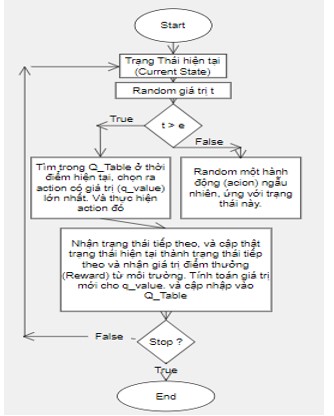 Start
Trạng Thái hiện tại
(Current State)
Random giá trị t
t > e
True
False
Tìm trong Q_Table ở thời
điểm hiện tại, chọn ra
action có giá trị (q_value)
lớn nhất. Và thực hiện
action đó
Random một hành
động (acion) ngẫu
nhiên, ứng với trạng
thái này.
Nhận trạng thái tiếp theo, và cập thật
trạng thái hiện tại thành trạng thái tiếp
theo và nhận giá trị điểm thưởng
(Reward) từ môi trường. Tính toán giá trị
mới cho q_value. và cập nhập vào
Q_Table
False
Stop ?
True
End